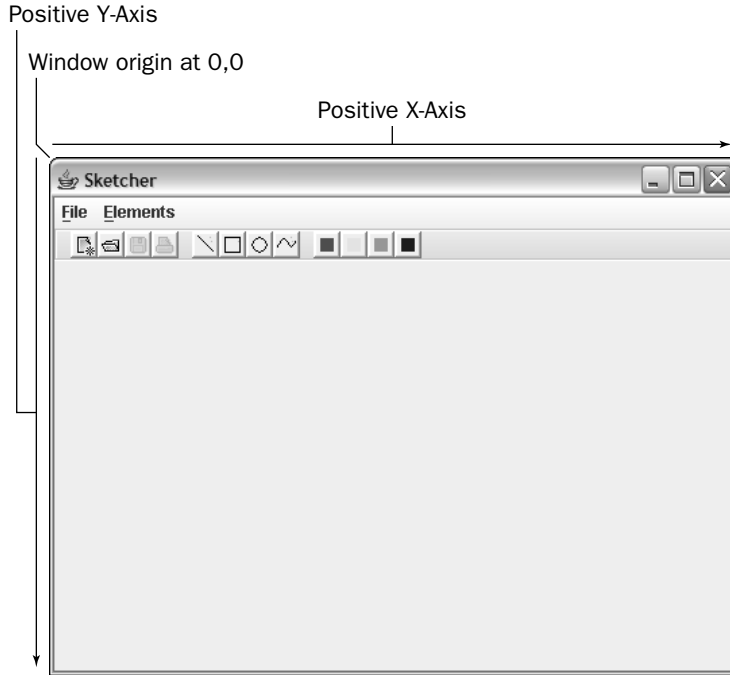 Positive Y-Axis
Window origin at 0,0
Positive X-Axis
Sketcher
File Elements